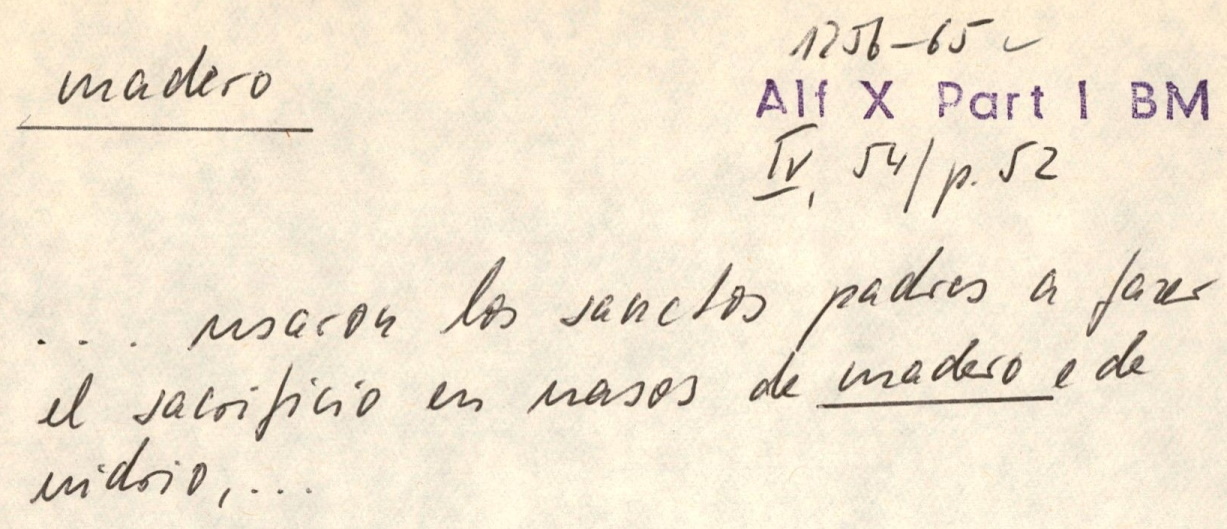 madero
1256-65
Alf X Part I BM
IV, 54/p. 52
.... usaron los sanctos padres a fazer
el sacrificio en uasos de madero e de
uidrio,...